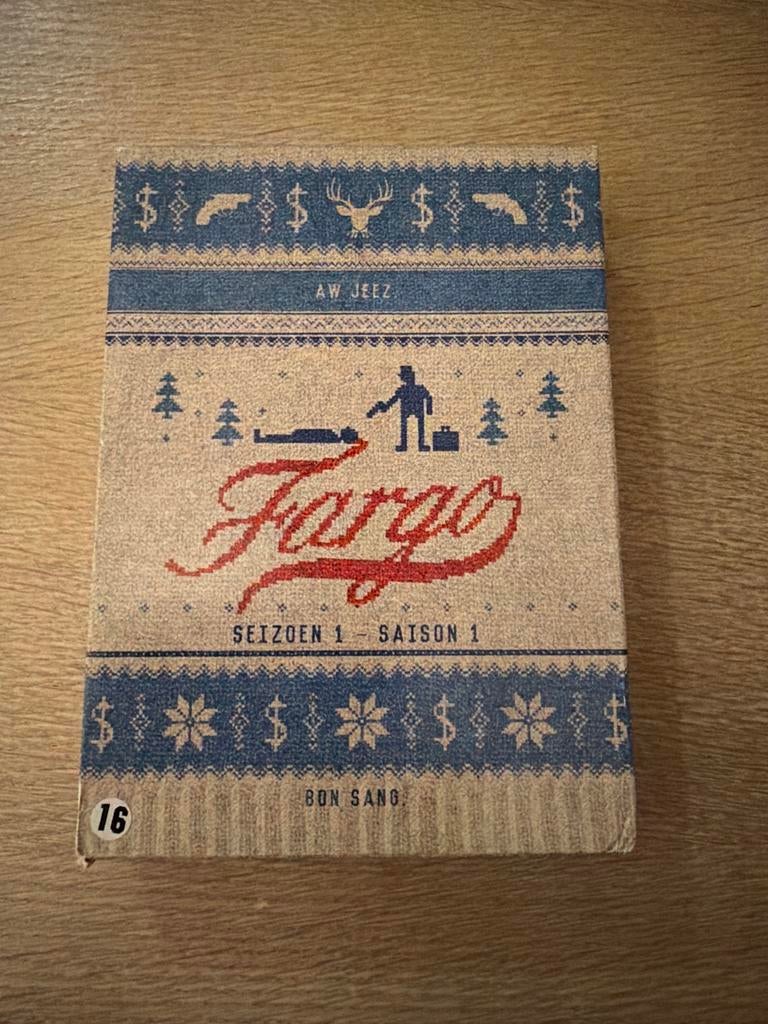 AW JEEZ.
Fargo
SEIZOEN 1 - SAISON 1
BON SANG.
16